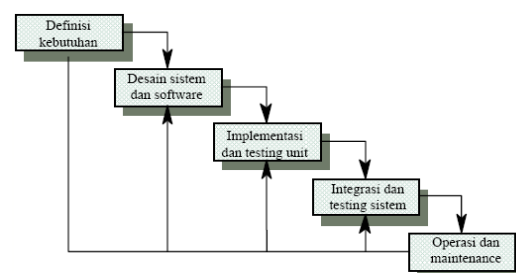 Definisi
kebutuhan
Desain sistem
dan software
Implementasi
dan testing unit
Integrasi dan
testing sistem
Operasi dan
maintenance